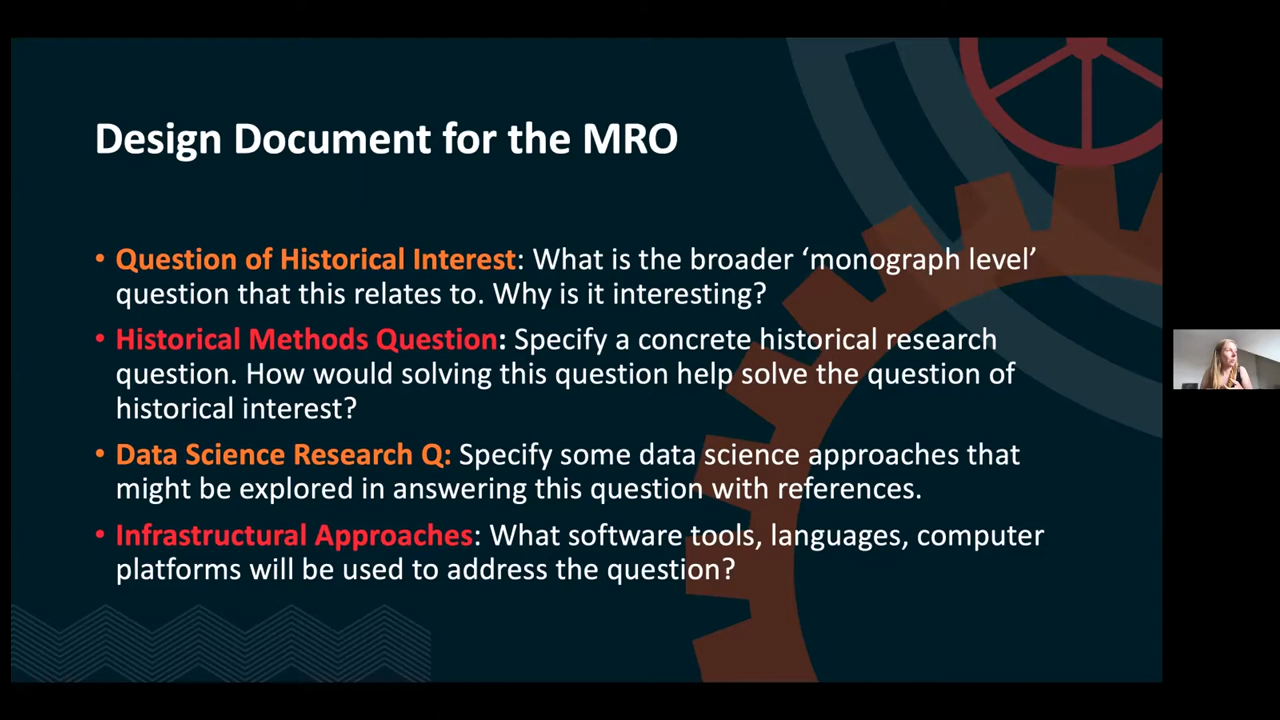 Design Document for the MRO
• Question of Historical Interest: What is the broader ‘monograph level’
question that this relates to. Why is it interesting?
• Historical Methods Question: Specify a concrete historical research
question. How would solving this question help solve the question of
historical interest?
• Data Science Research Q: Specify some data science approaches that
might be explored in answering this question with references.
• Infrastructural Approaches: What software tools, languages, computer
platforms will be used to address the question?